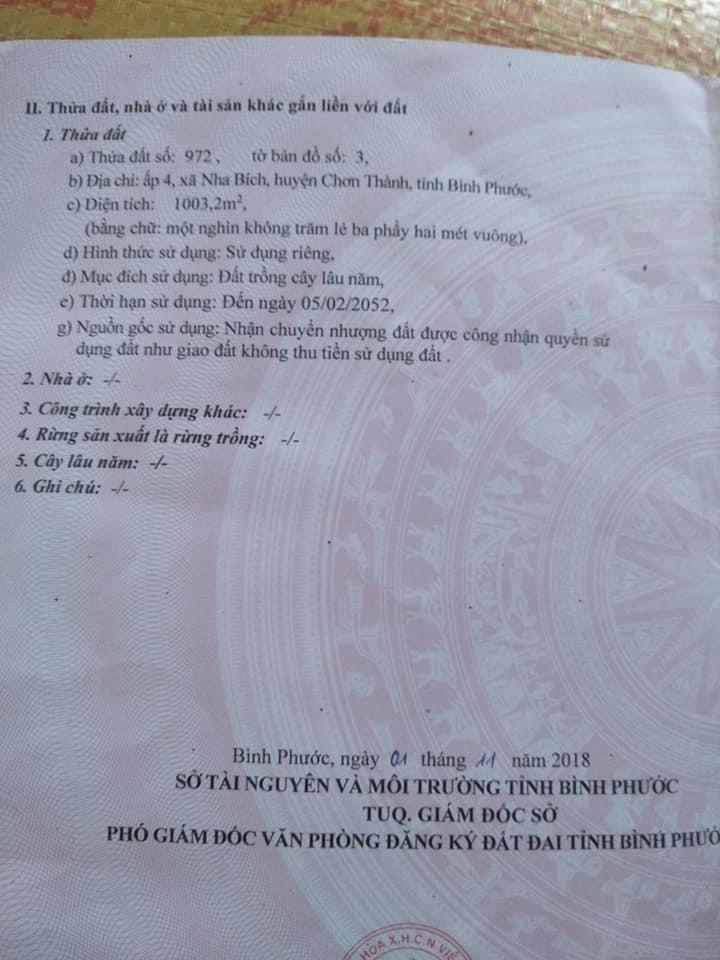 II. Thửa đất, nhà ở và tài sản khác gắn liền với đất
1. Thửa đất
a) Thửa đất số: 972 , tờ bản đồ số: 3,
b) Địa chỉ: ấp 4, xã Nha Bích, huyện Chơn Thành, tỉnh Bình Phước,
c) Diện tích: 1003,2m²,
(bằng chữ: một nghìn không trăm lẻ ba phẩy hai mét vuông),
d) Hình thức sử dụng: Sử dụng riêng,
đ) Mục đích sử dụng: Đất trồng cây lâu năm,
e) Thời hạn sử dụng: Đến ngày 05/02/2052,
g) Nguồn gốc sử dụng: Nhận chuyển nhượng đất được công nhận quyền sử
dụng đất như giao đất không thu tiền sử dụng đất .
2. Nhà ở: -/-
3. Công trình xây dựng khác: -/-
4. Rừng sản xuất là rừng trồng: -/-
5. Cây lâu năm: -/-
6. Ghi chú: -/-
Bình Phước, ngày 01 tháng 11 năm 2018
SỞ TÀI NGUYÊN VÀ MÔI TRƯỜNG TỈNH BÌNH PHƯỚC
TUQ. GIÁM ĐỐC SỞ
PHÓ GIÁM ĐỐC VĂN PHÒNG ĐĂNG KÝ ĐẤT ĐAI TỈNH BÌNH PHƯỚ
HÒA X.H.C.N VIỆ